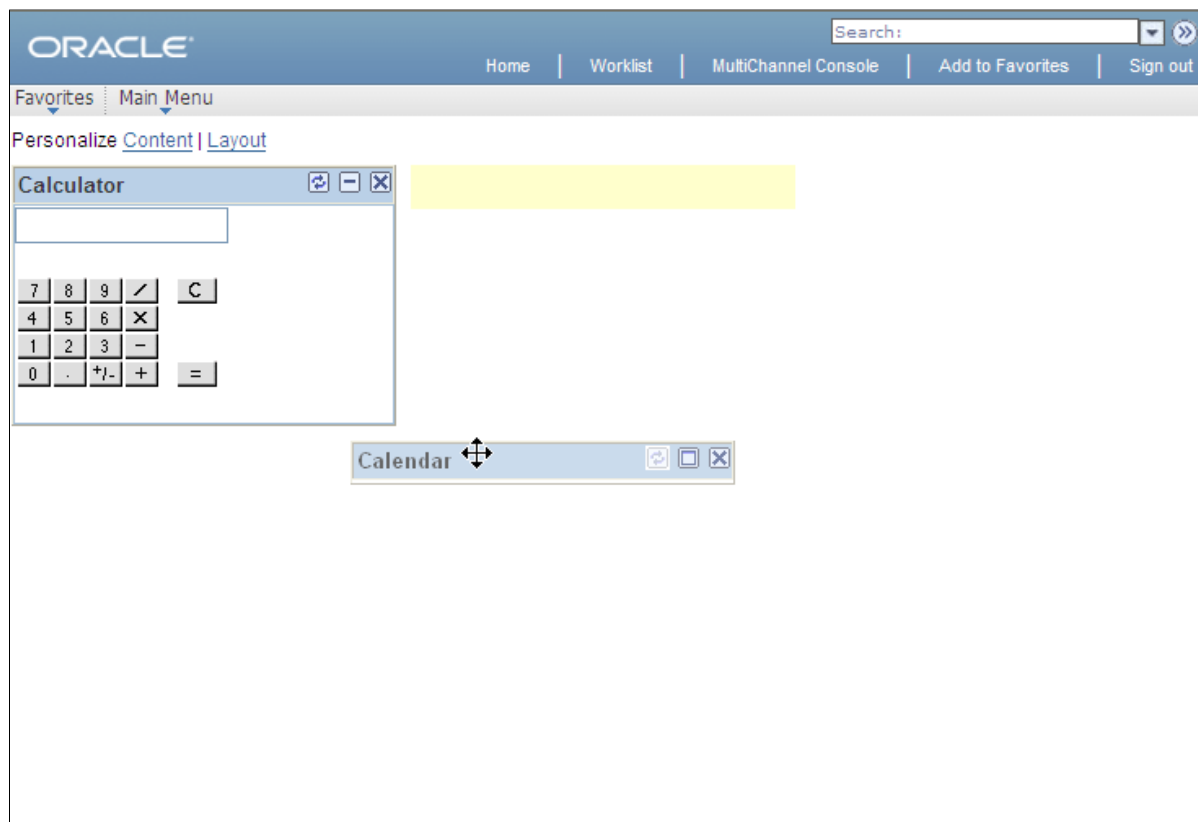 ORACLE
Search:
Home | Worklist | MultiChannel Console | Add to Favorites | Sign out
Favorites Main Menu
Personalize Content | Layout
Calculator
7 8 9 / C
4 5 6 X
1 2 3 -
0 . +/- + =
Calendar